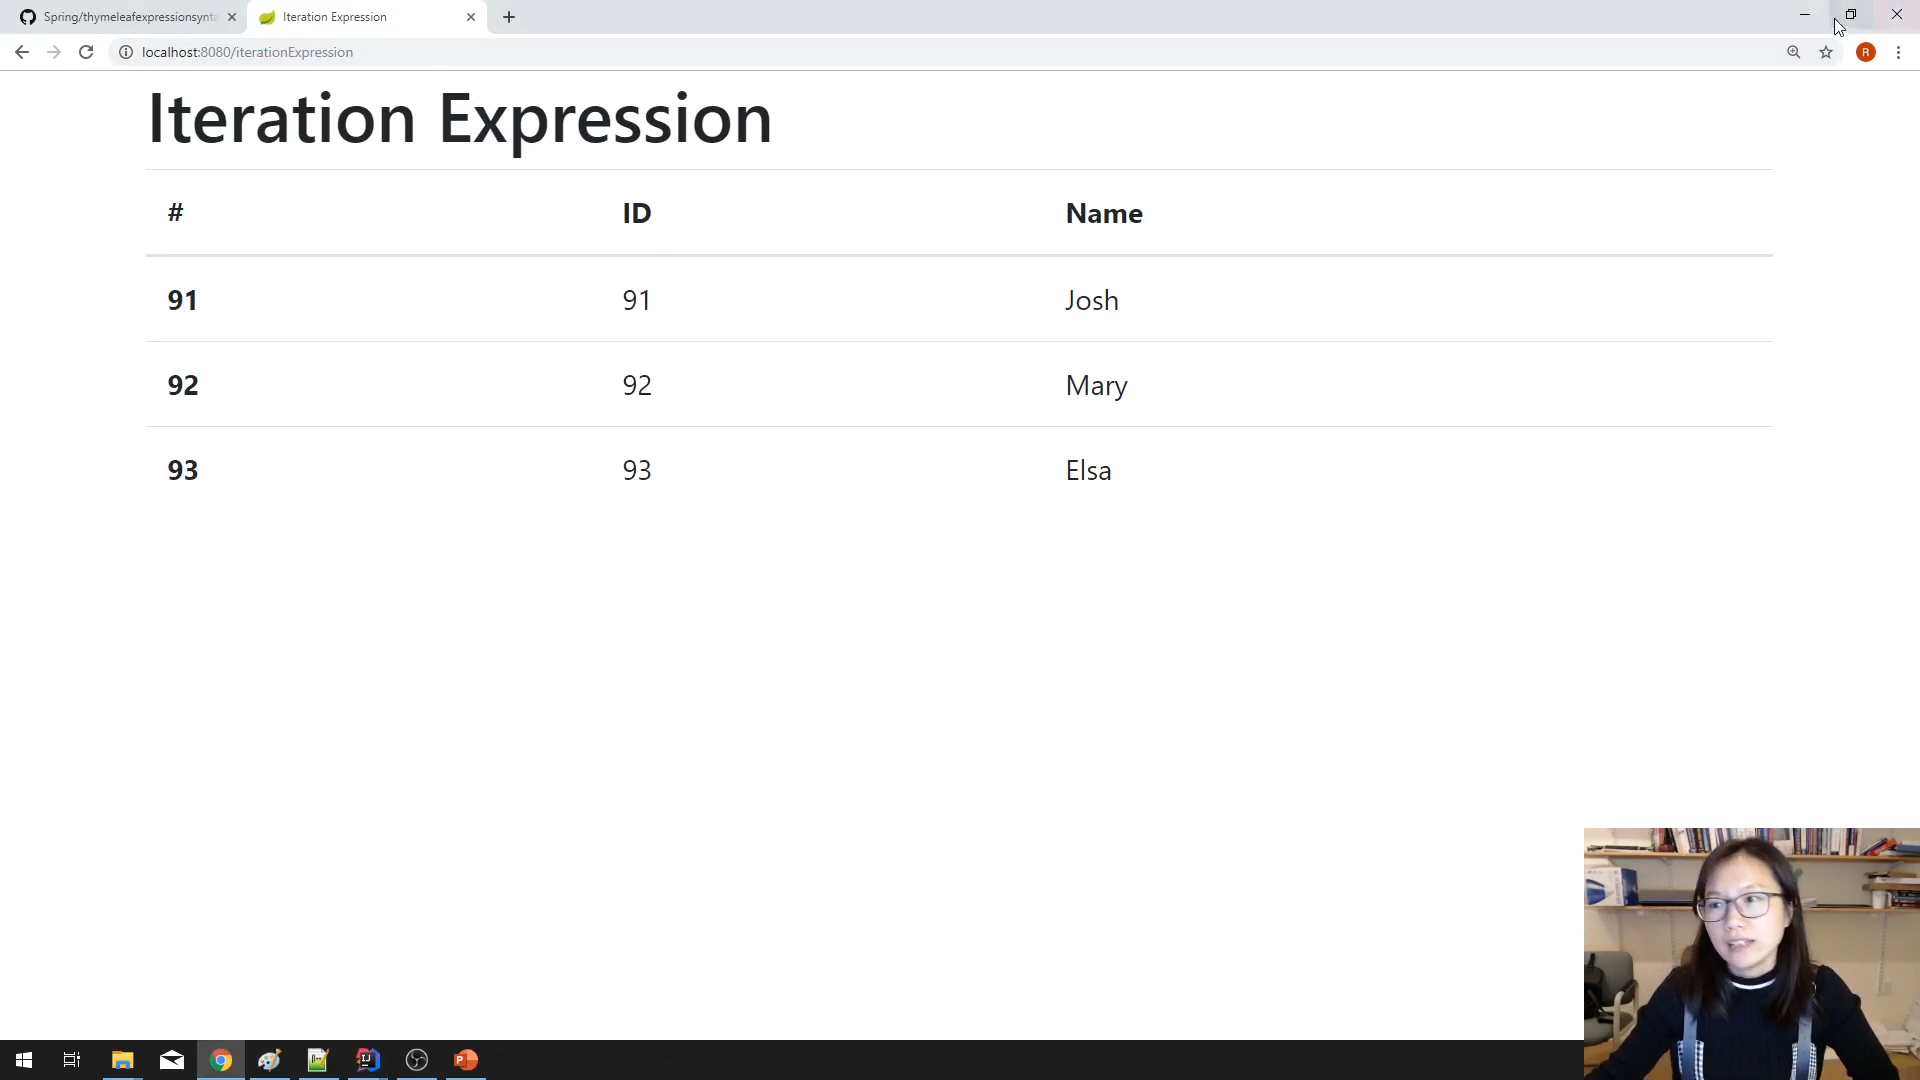 Spring/thymeleafexpressionsynta
Iteration Expression
localhost:8080/iterationExpression
R
Iteration Expression
# ID Name
91 91 Josh
92 92 Mary
93 93 Elsa